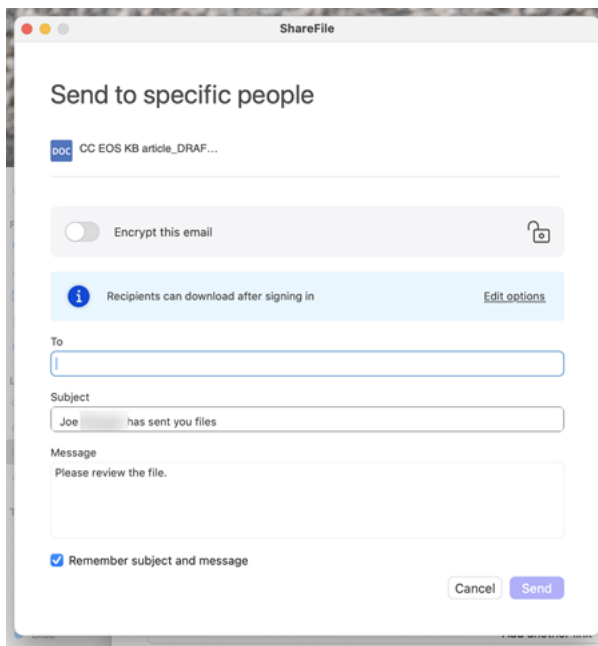 ShareFile
Send to specific people
DOC CC EOS KB article_DRAF...
Encrypt this email
Recipients can download after signing in Edit options
To
Subject
Joe has sent you files
Message
Please review the file.
Remember subject and message
Cancel Send